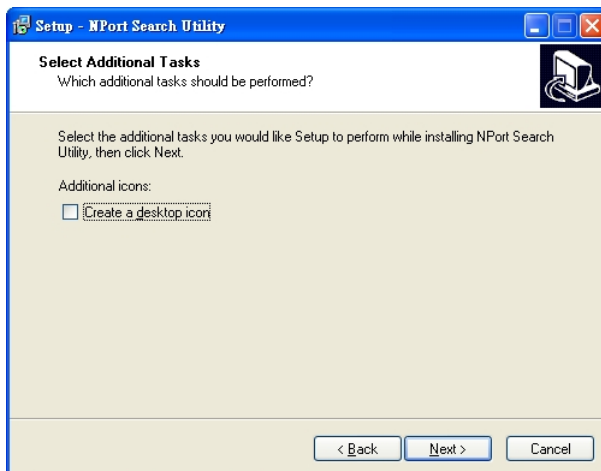 Setup - NPort Search Utility
Select Additional Tasks
Which additional tasks should be performed?
Select the additional tasks you would like Setup to perform while installing NPort Search
Utility, then click Next.
Additional icons:
Create a desktop icon
< Back Next > Cancel